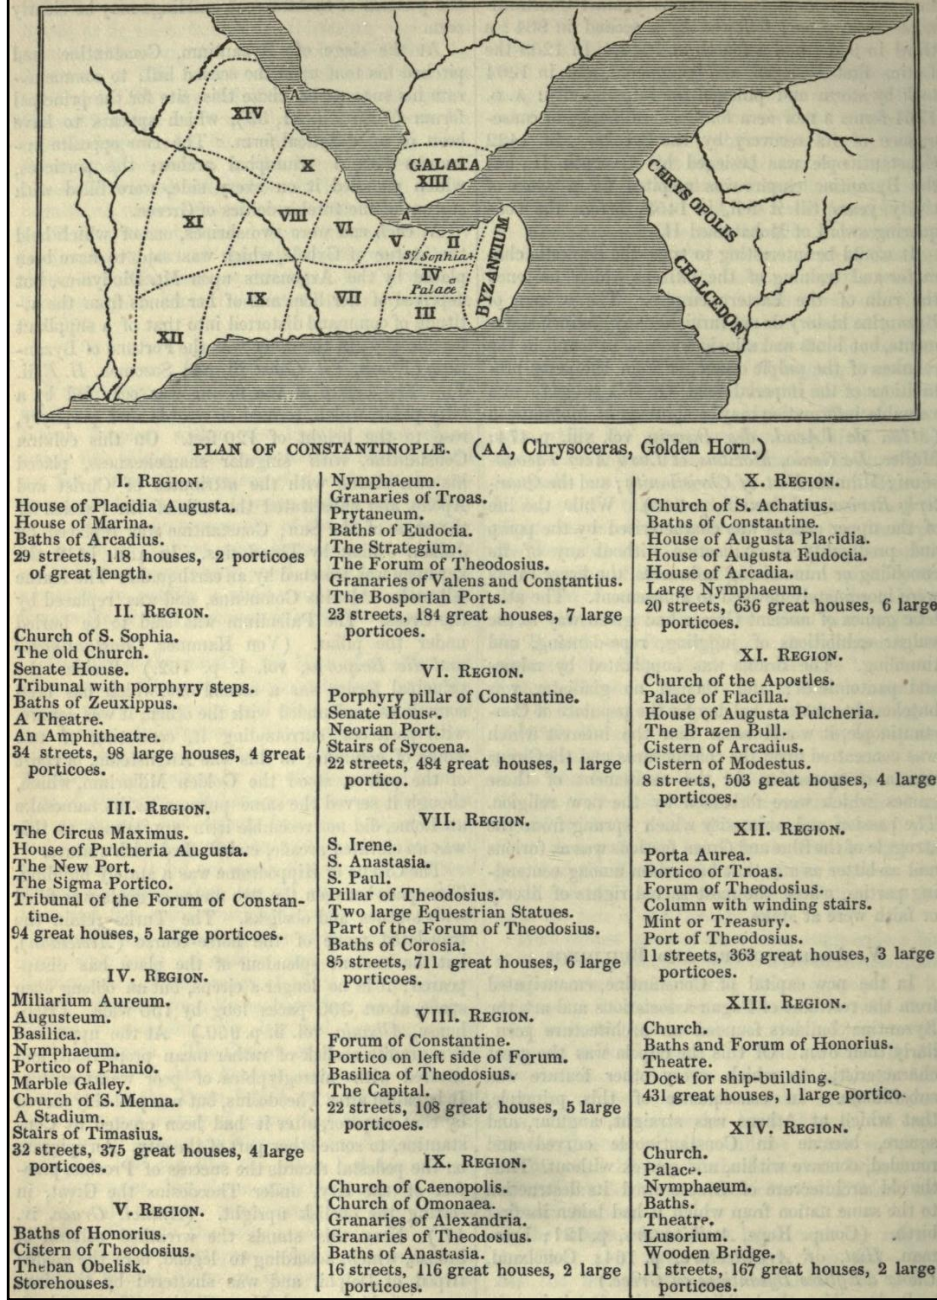 XIV
X
GALATA
XIII
XI
VIII
VI
V
II
St Sophia
IV
Palace
IX
VII
III
XII
A
A
BYZANTIUM
CHRYSOPOLIS
CHALCEDON
PLAN OF CONSTANTINOPLE. (AA, Chrysoceras, Golden Horn.)
I. REGION.
House of Placidia Augusta.
House of Marina.
Baths of Arcadius.
29 streets, 118 houses, 2 porticoes
of great length.
II. REGION.
Church of S. Sophia.
The old Church.
Senate House.
Tribunal with porphyry steps.
Baths of Zeuxippus.
A Theatre.
An Amphitheatre.
34 streets, 98 large houses, 4 great
porticoes.
III. REGION.
The Circus Maximus.
House of Pulcheria Augusta.
The New Port.
The Sigma Portico.
Tribunal of the Forum of Constan-
tine.
94 great houses, 5 large porticoes.
IV. REGION.
Miliarium Aureum.
Augusteum.
Basilica.
Nymphaeum.
Portico of Phanio.
Marble Galley.
Church of S. Menna.
A Stadium.
Stairs of Timasius.
32 streets, 375 great houses, 4 large
porticoes.
V. REGION.
Baths of Honorius.
Cistern of Theodosius.
Theban Obelisk.
Storehouses.
Nymphaeum.
Granaries of Troas.
Prytaneum.
Baths of Eudocia.
The Strategium.
The Forum of Theodosius.
Granaries of Valens and Constantius.
The Bosporian Ports.
23 streets, 184 great houses, 7 large
porticoes.
VI. REGION.
Porphyry pillar of Constantine.
Senate House.
Neorian Port.
Stairs of Sycoena.
22 streets, 484 great houses, 1 large
portico.
VII. REGION.
S. Irene.
S. Anastasia.
S. Paul.
Pillar of Theodosius.
Two large Equestrian Statues.
Part of the Forum of Theodosius.
Baths of Corosia.
85 streets, 711 great houses, 6 large
porticoes.
VIII. REGION.
Forum of Constantine.
Portico on left side of Forum.
Basilica of Theodosius.
The Capital.
22 streets, 108 great houses, 5 large
porticoes.
IX. REGION.
Church of Caenopolis.
Church of Omonaea.
Granaries of Alexandria.
Granaries of Theodosius.
Baths of Anastasia.
16 streets, 116 great houses, 2 large
porticoes.
X. REGION.
Church of S. Achatius.
Baths of Constantine.
House of Augusta Placidia.
House of Augusta Eudocia.
House of Arcadia.
Large Nymphaeum.
20 streets, 636 great houses, 6 large
porticoes.
XI. REGION.
Church of the Apostles.
Palace of Flacilla.
House of Augusta Pulcheria.
The Brazen Bull.
Cistern of Arcadius.
Cistern of Modestus.
8 streets, 503 great houses, 4 large
porticoes.
XII. REGION.
Porta Aurea.
Portico of Troas.
Forum of Theodosius.
Column with winding stairs.
Mint or Treasury.
Port of Theodosius.
11 streets, 363 great houses, 3 large
porticoes.
XIII. REGION.
Church.
Baths and Forum of Honorius.
Theatre.
Dock for ship-building.
431 great houses, 1 large portico.
XIV. REGION.
Church.
Palace.
Nymphaeum.
Baths.
Theatre.
Lusorium.
Wooden Bridge.
11 streets, 167 great houses, 2 large
porticoes.